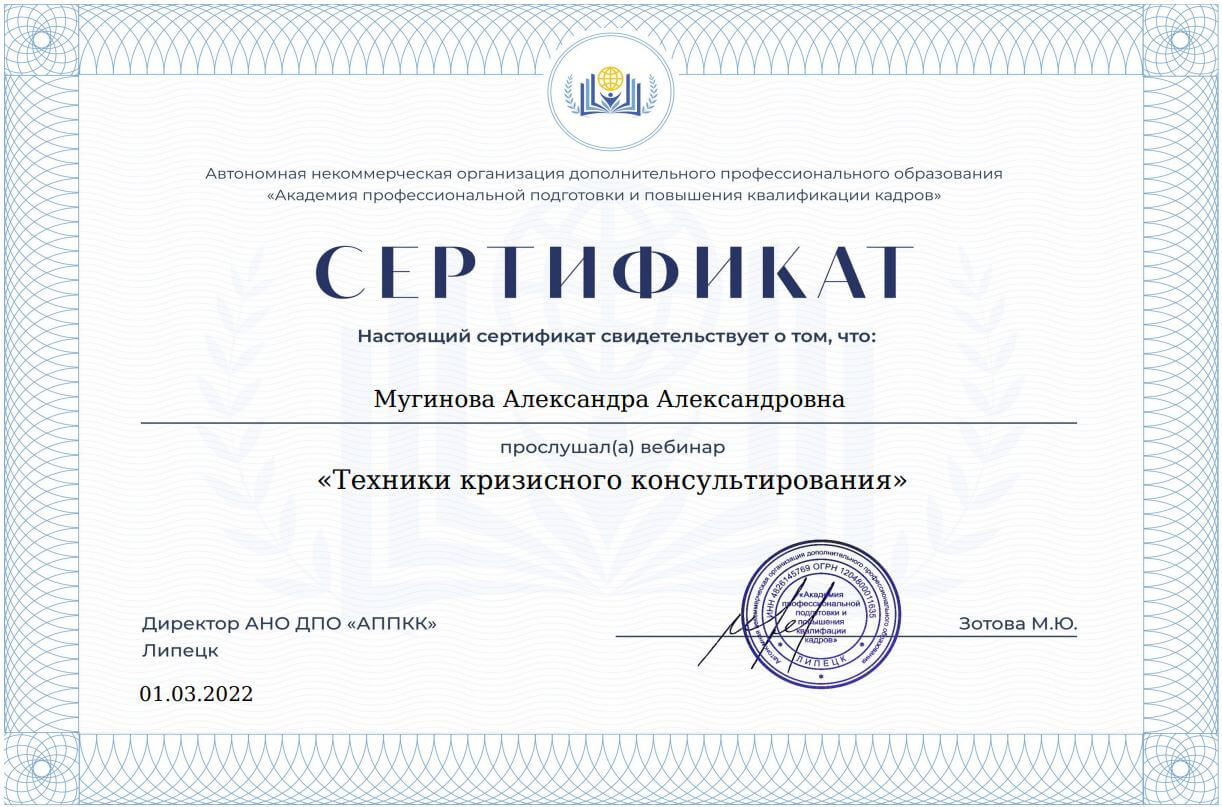 Автономная некоммерческая организация дополнительного профессионального образования
«Академия профессиональной подготовки и повышения квалификации кадров»
СЕРТИФИКАТ
Настоящий сертификат свидетельствует о том, что:
Мугинова Александра Александровна
прослушал(а) вебинар
«Техники кризисного консультирования»
Директор АНО ДПО «АППКК»
Липецк
Зотова М.Ю.
01.03.2022
Автономная некоммерческая организация дополнительного профессионального образования
ИНН 4826145769 ОГРН 1204800011635
«Академия
профессиональной
подготовки и
повышения
квалифации
кадров»
* ЛИПЕЦК *